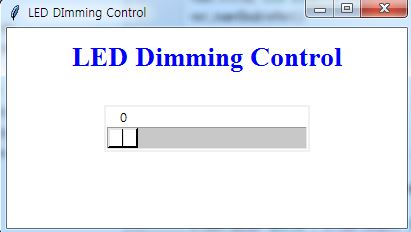 LED DImming Control
LED Dimming Control
0